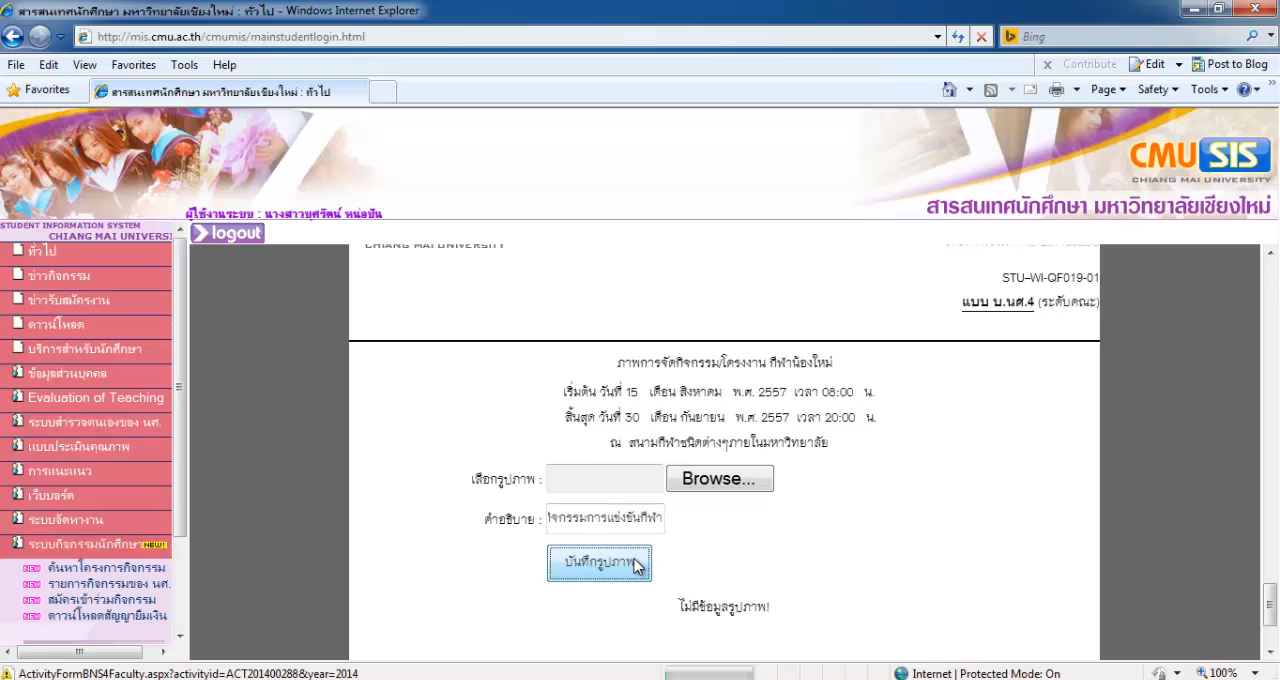 สารสนเทศนักศึกษา มหาวิทยาลัยเชียงใหม่ : ทั่วไป - Windows Internet Explorer
http://mis.cmu.ac.th/cmumis/mainstudentlogin.html
Bing
File Edit View Favorites Tools Help
x Contribute Edit Post to Blog
Favorites
สารสนเทศนักศึกษา มหาวิทยาลัยเชียงใหม่ : ทั่วไป
Page Safety Tools
CMU SIS
CHIANG MAI UNIVERSITY
สารสนเทศนักศึกษา มหาวิทยาลัยเชียงใหม่
ผู้ใช้งานระบบ : นางสาวบุศรัตน์ หน่อปัน
logout
STUDENT INFORMATION SYSTEM
CHIANG MAI UNIVERSI
ทั่วไป
ข่าวกิจกรรม
ข่าวรับสมัครงาน
ดาวน์โหลด
บริการสำหรับนักศึกษา
ข้อมูลส่วนบุคคล
Evaluation of Teaching
ระบบสำรวจตนเองของ นศ.
แบบประเมินคุณภาพ
การแนะแนว
เว็บบอร์ด
ระบบจัดหางาน
ระบบกิจกรรมนักศึกษา NEW!
NEW ค้นหาโครงการกิจกรรม
NEW รายการกิจกรรมของ นศ.
NEW สมัครเข้าร่วมกิจกรรม
NEW ดาวน์โหลดสัญญายืมเงิน
CHIANG MAI UNIVERSITY
STU-WI-QF019-01
แบบ บ.นศ.4 (ระดับคณะ)
ภาพการจัดกิจกรรม/โครงงาน กีฬาน้องใหม่
เริ่มต้น วันที่ 15 เดือน สิงหาคม พ.ศ. 2557 เวลา 08:00 น.
สิ้นสุด วันที่ 30 เดือน กันยายน พ.ศ. 2557 เวลา 20:00 น.
ณ สนามกีฬาชนิดต่างๆภายในมหาวิทยาลัย
เลือกรูปภาพ : Browse...
คำอธิบาย : กิจกรรมการแข่งขันกีฬา
บันทึกรูปภาพ
ไม่มีข้อมูลรูปภาพ!
ActivityFormBNS4Faculty.aspx?activityid=ACT201400288&year=2014
Internet | Protected Mode: On
100%